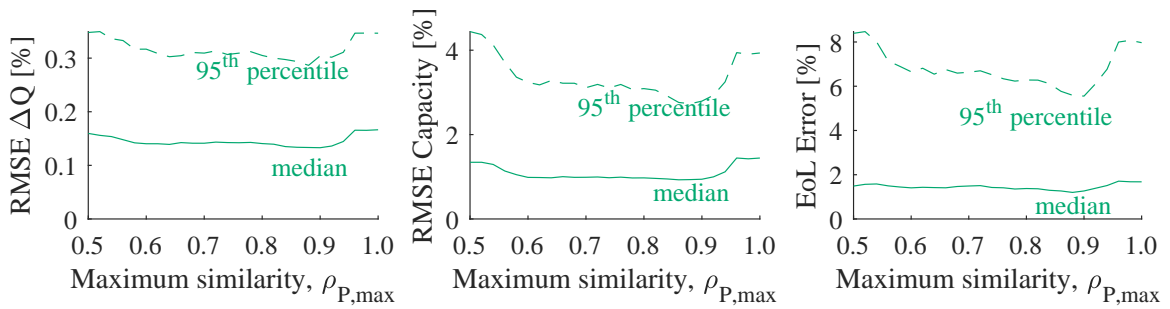 RMSE ΔQ [%]
0.3
0.2
0.1
0
95th percentile
median
0.5 0.6 0.7 0.8 0.9 1.0
Maximum similarity, ρP,max
RMSE Capacity [%]
4
2
0
95th percentile
median
0.5 0.6 0.7 0.8 0.9 1.0
Maximum similarity, ρP,max
EoL Error [%]
8
6
4
2
0
95th percentile
median
0.5 0.6 0.7 0.8 0.9 1.0
Maximum similarity, ρP,max